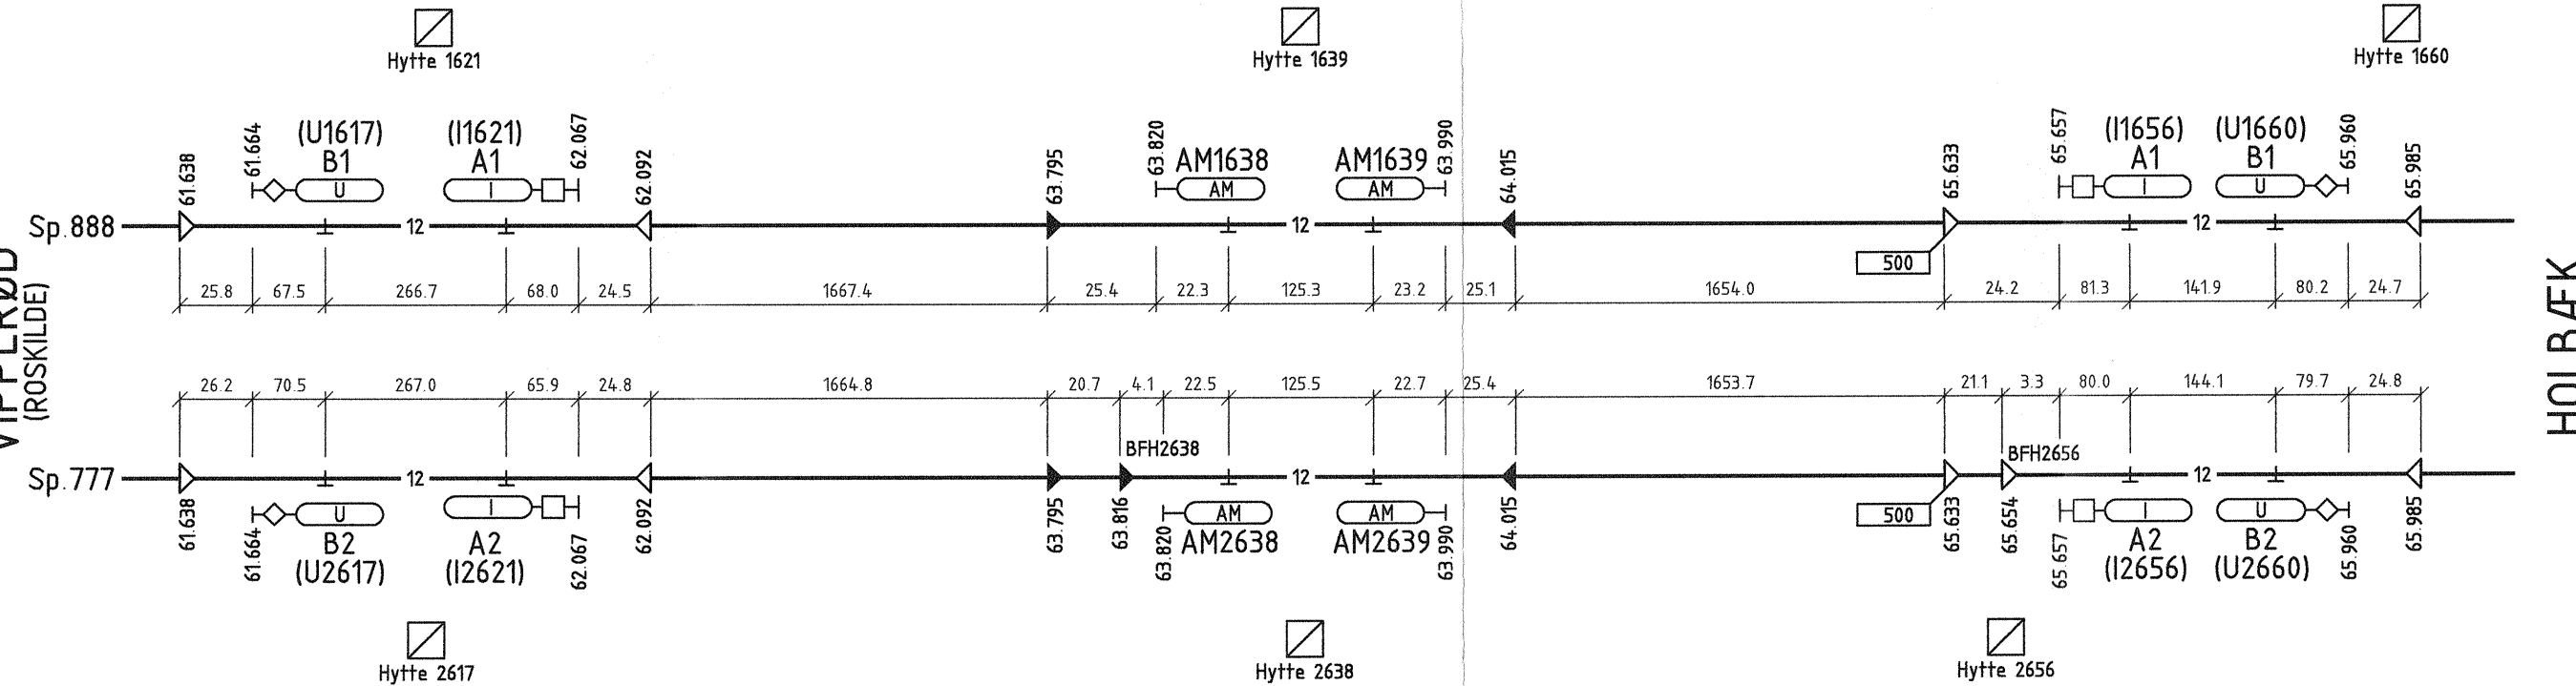 Hytte 1621
Hytte 1639
Hytte 1660
61.638
61.664
(U1617)
B1
U
(I1621)
A1
I
62.067
62.092
63.795
63.820
AM1638
AM
AM1639
AM
63.990
64.015
65.633
65.657
(I1656)
A1
I
(U1660)
B1
U
65.960
65.985
Sp.888
12
12
12
500
25.8
67.5
266.7
68.0
24.5
1667.4
25.4
22.3
125.3
23.2
25.1
1654.0
24.2
81.3
141.9
80.2
24.7
(ROSKILDE)
HOLBÆK
26.2
70.5
267.0
65.9
24.8
1664.8
20.7
4.1
22.5
125.5
22.7
25.4
1653.7
21.1
3.3
80.0
144.1
79.7
24.8
BFH2638
BFH2656
Sp.777
12
12
12
500
61.638
61.664
U
B2
(U2617)
I
A2
(I2621)
62.067
62.092
63.795
63.816
63.820
AM
AM2638
AM
AM2639
63.990
64.015
65.633
65.654
65.657
I
A2
(I2656)
U
B2
(U2660)
65.960
65.985
Hytte 2617
Hytte 2638
Hytte 2656